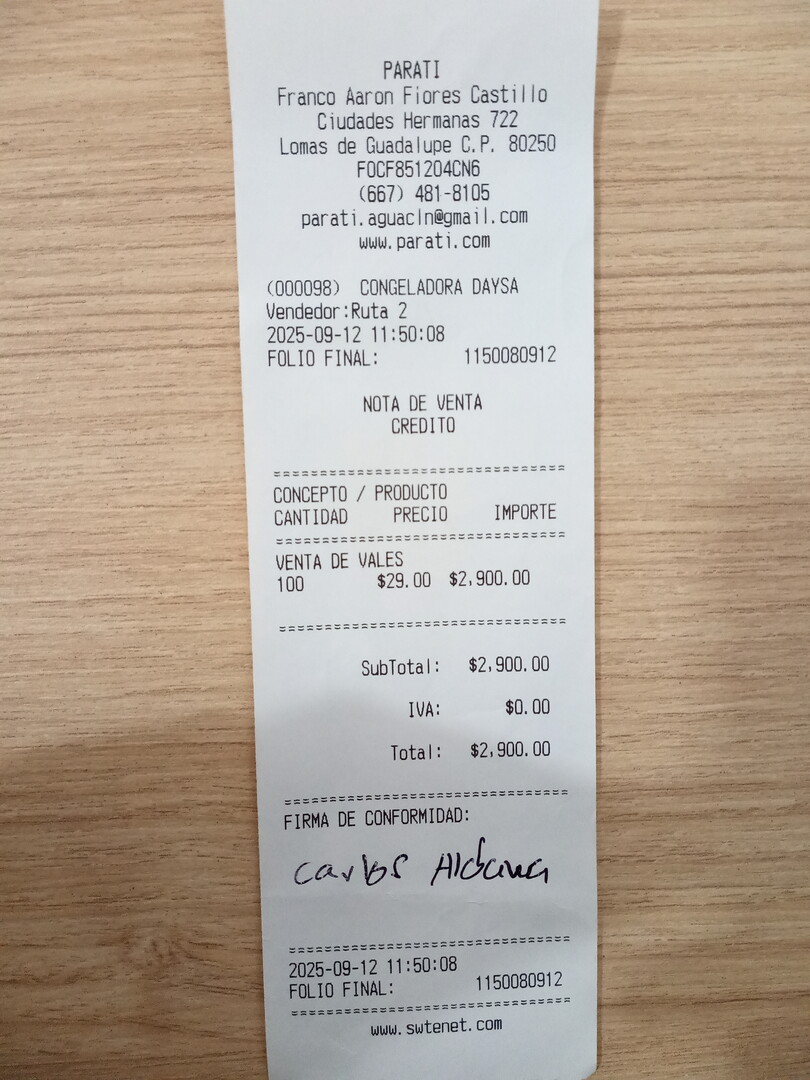 PARATI
Franco Aaron Flores Castillo
Ciudades Hermanas 722
Lomas de Guadalupe C.P. 80250
FOCF851204CN6
(667) 481-8105
parati.aguacln@gmail.com
www.parati.com
(000098) CONGELADORA DAYSA
Vendedor:Ruta 2
2025-09-12 11:50:08
FOLIO FINAL: 1150080912
NOTA DE VENTA
CREDITO
================================
CONCEPTO / PRODUCTO
CANTIDAD PRECIO IMPORTE
================================
VENTA DE VALES
100 $29.00 $2,900.00
================================
SubTotal: $2,900.00
IVA: $0.00
Total: $2,900.00
================================
FIRMA DE CONFORMIDAD:
Carlos Aldana
================================
2025-09-12 11:50:08
FOLIO FINAL: 1150080912
================================
www.swtenet.com